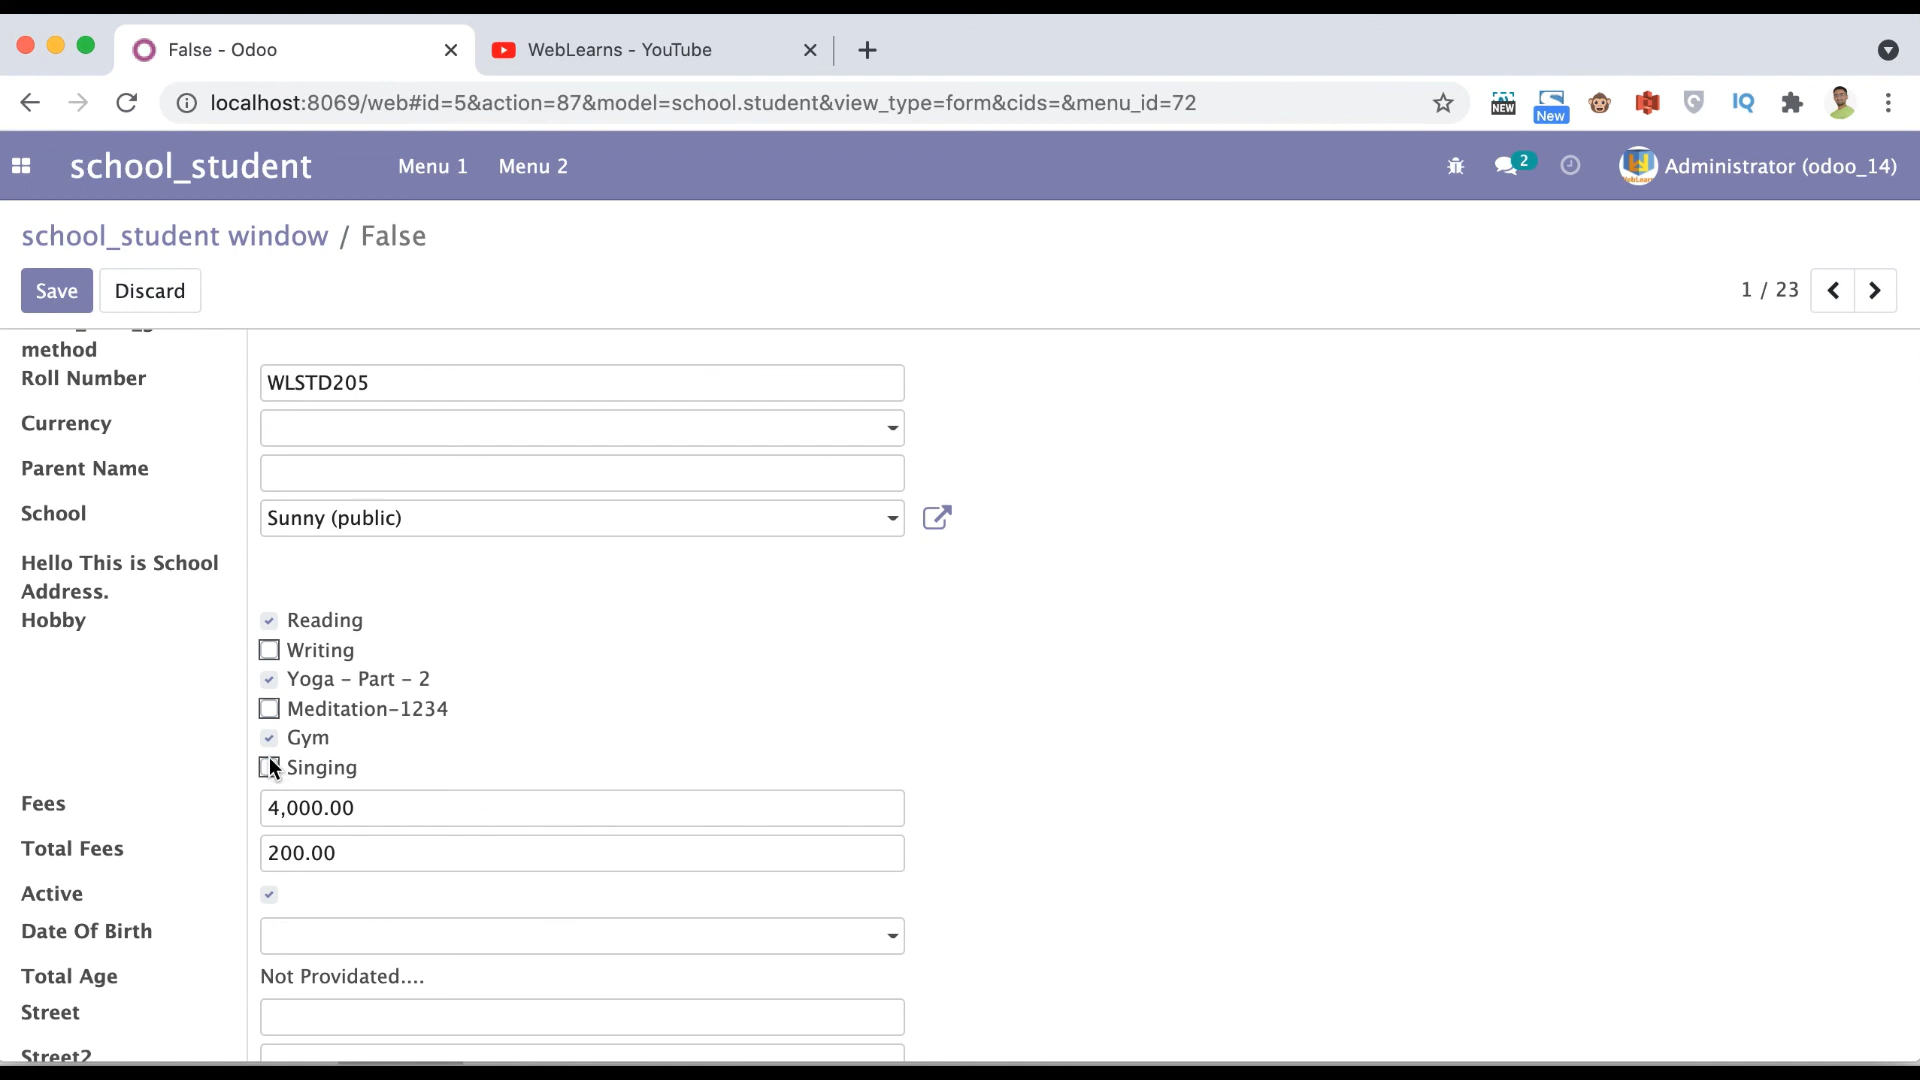 False - Odoo
WebLearns - YouTube
localhost:8069/web#id=5&action=87&model=school.student&view_type=form&cids=&menu_id=72
NEW
New
IQ
school_student
Menu 1
Menu 2
2
Administrator (odoo_14)
school_student window / False
Save
Discard
1 / 23
method
Roll Number
WLSTD205
Currency
Parent Name
School
Sunny (public)
Hello This is School
Address.
Hobby
Reading
Writing
Yoga - Part - 2
Meditation-1234
Gym
Singing
Fees
4,000.00
Total Fees
200.00
Active
Date Of Birth
Total Age
Not Providated....
Street
Street2